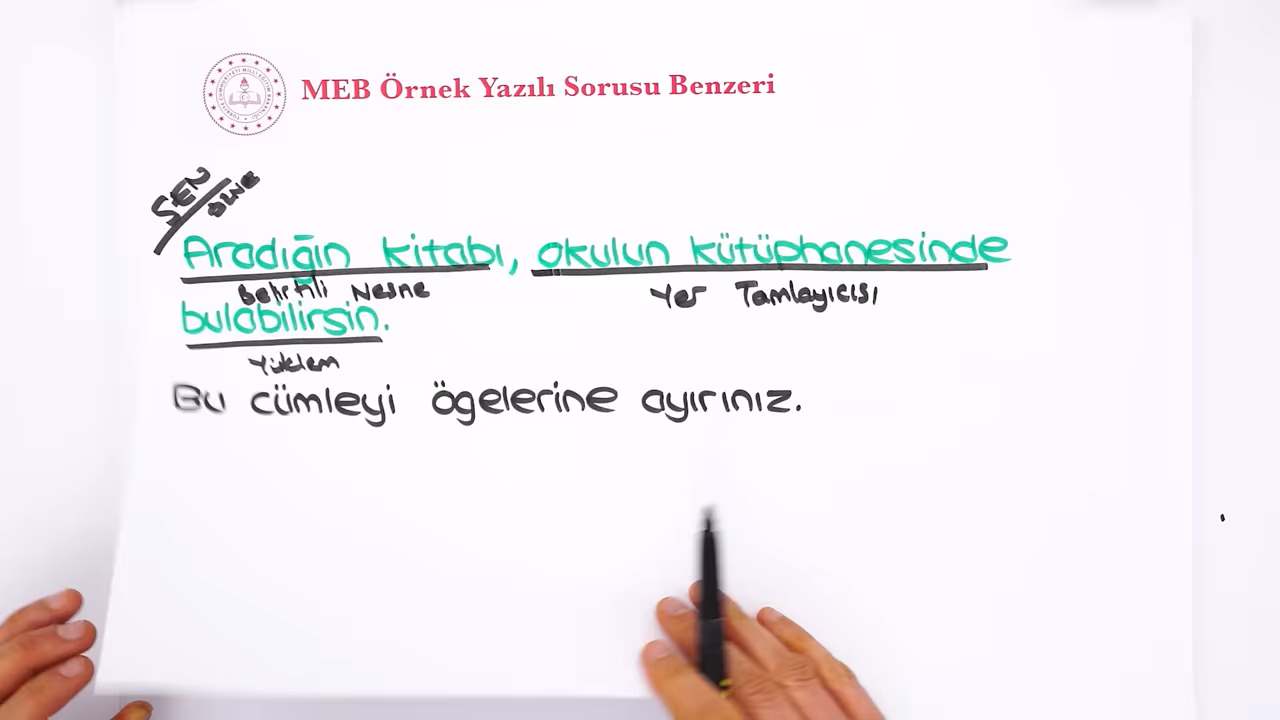 MEB Örnek Yazılı Sorusu Benzeri
SEN
ÖZNE
Aradığın kitabı, okulun kütüphanesinde
Belirtili Nesne Yer Tamlayıcısı
bulabilirsin.
Yüklem
Bu cümleyi ögelerine ayırınız.